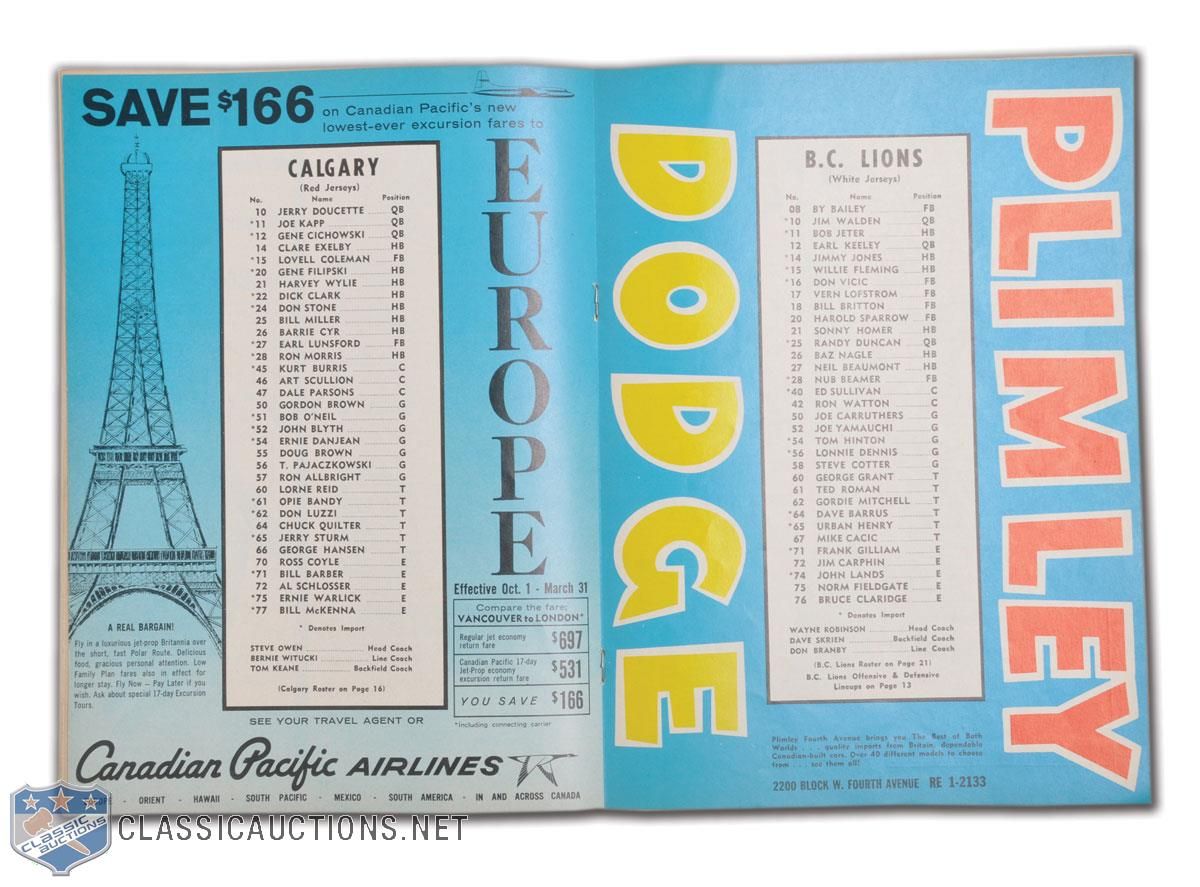 SAVE $166 on Canadian Pacific's new
lowest-ever excursion fares to
EUROPE
CALGARY
(Red Jerseys)
No. Name Position
10 JERRY DOUCETTE QB
*11 JOE KAPP QB
*12 GENE CICHOWSKI QB
14 CLARE EXELBY HB
*15 LOVELL COLEMAN FB
*20 GENE FILIPSKI HB
21 HARVEY WYLIE HB
*22 DICK CLARK HB
*24 DON STONE HB
25 BILL MILLER HB
26 BARRIE CYR HB
*27 EARL LUNSFORD FB
*28 RON MORRIS HB
*45 KURT BURRIS C
46 ART SCULLION C
47 DALE PARSONS C
50 GORDON BROWN G
*51 BOB O'NEIL G
52 JOHN BLYTH G
*54 ERNIE DANJEAN G
55 DOUG BROWN G
56 T. PAJACZKOWSKI G
57 RON ALLBRIGHT G
60 LORNE REID T
*61 OPIE BANDY T
*62 DON LUZZI T
64 CHUCK QUILTER T
*65 JERRY STURM T
66 GEORGE HANSEN T
70 ROSS COYLE E
*71 BILL BARBER E
72 AL SCHLOSSER E
*75 ERNIE WARLICK E
*77 BILL McKENNA E
* Denotes Import
STEVE OWEN Head Coach
BERNIE WITUCKI Line Coach
TOM KEANE Backfield Coach
(Calgary Roster on Page 16)
A REAL BARGAIN!
Fly in a luxurious jet-prop Britannia over
the short, fast Polar Route. Delicious
food, gracious personal attention. Low
Family Plan fares also in effect for
longer stay. Fly Now — Pay Later if you
wish. Ask about special 17-day Excursion
Tours.
Effective Oct. 1 - March 31
Compare the fare;
VANCOUVER to LONDON*
Regular jet economy
return fare $697
Canadian Pacific 17-day
Jet-Prop economy
excursion return fare $531
YOU SAVE $166
*Including connecting carrier
SEE YOUR TRAVEL AGENT OR
Canadian Pacific AIRLINES
- ORIENT - HAWAII - SOUTH PACIFIC - MEXICO - SOUTH AMERICA - IN AND ACROSS CANADA
DODGE
B.C. LIONS
(White Jerseys)
No. Name Position
08 BY BAILEY FB
*10 JIM WALDEN QB
*11 BOB JETER HB
12 EARL KEELEY QB
*14 JIMMY JONES HB
*15 WILLIE FLEMING HB
*16 DON VICIC FB
17 VERN LOFSTROM FB
18 BILL BRITTON FB
20 HAROLD SPARROW FB
21 SONNY HOMER HB
*25 RANDY DUNCAN QB
26 BAZ NAGLE HB
27 NEIL BEAUMONT HB
*28 NUB BEAMER FB
*40 ED SULLIVAN C
42 RON WATTON C
50 JOE CARRUTHERS G
52 JOE YAMAUCHI G
*54 TOM HINTON G
*56 LONNIE DENNIS G
58 STEVE COTTER G
60 GEORGE GRANT T
61 TED ROMAN T
62 GORDIE MITCHELL T
*64 DAVE BARRUS T
*65 URBAN HENRY T
67 MIKE CACIC T
*71 FRANK GILLIAM E
72 JIM CARPHIN E
*74 JOHN LANDS E
75 NORM FIELDGATE E
76 BRUCE CLARIDGE E
* Denotes Import
WAYNE ROBINSON Head Coach
DAVE SKRIEN Backfield Coach
DON BRANBY Line Coach
(B.C. Lions Roster on Page 21)
B.C. Lions Offensive & Defensive
Lineups on Page 13
PLIMLEY
Plimley Fourth Avenue brings you The Best of Both
Worlds . . . quality imports from Britain, dependable
Canadian-built cars. Over 40 different models to choose
from . . . see them all!
2200 BLOCK W. FOURTH AVENUE RE 1-2133
CLASSIC
AUCTIONS
CLASSICAUCTIONS.NET